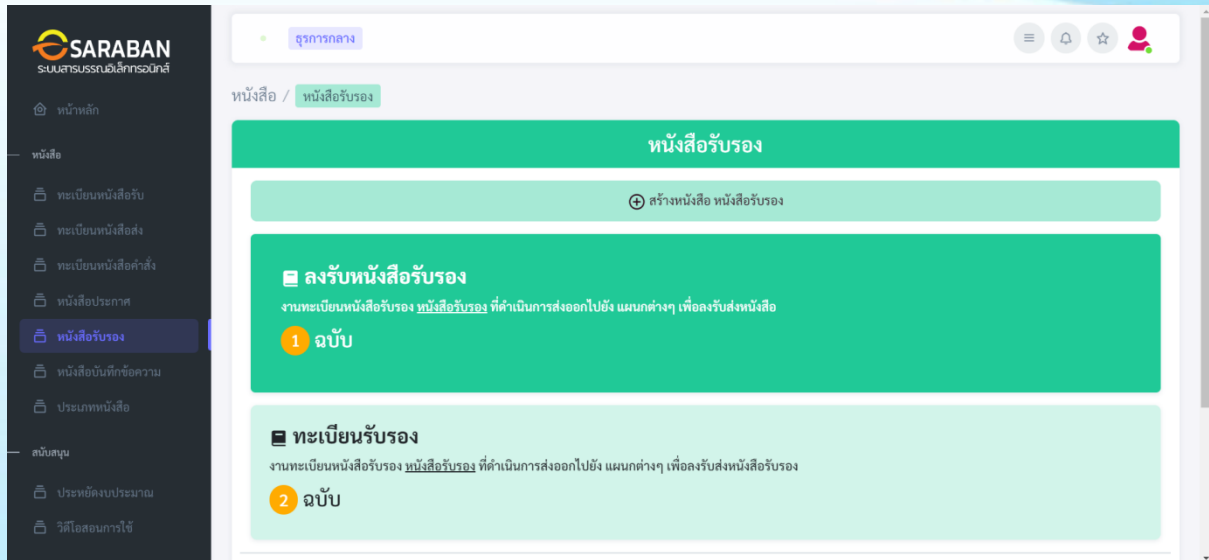 SARABAN
ระบบสารบรรณอิเล็กทรอนิกส์
หน้าหลัก
หนังสือ
ทะเบียนหนังสือรับ
ทะเบียนหนังสือส่ง
ทะเบียนหนังสือคำสั่ง
หนังสือประกาศ
หนังสือรับรอง
หนังสือบันทึกข้อความ
ประเภทหนังสือ
สนับสนุน
ประหยัดงบประมาณ
วิดีโอสอนการใช้
ธุรการกลาง
หนังสือ / หนังสือรับรอง
หนังสือรับรอง
สร้างหนังสือ หนังสือรับรอง
ลงรับหนังสือรับรอง
งานทะเบียนหนังสือรับรอง หนังสือรับรอง ที่ดำเนินการส่งออกไปยัง แผนกต่างๆ เพื่อลงรับส่งหนังสือ
1 ฉบับ
ทะเบียนรับรอง
งานทะเบียนหนังสือรับรอง หนังสือรับรอง ที่ดำเนินการส่งออกไปยัง แผนกต่างๆ เพื่อลงรับส่งหนังสือรับรอง
2 ฉบับ